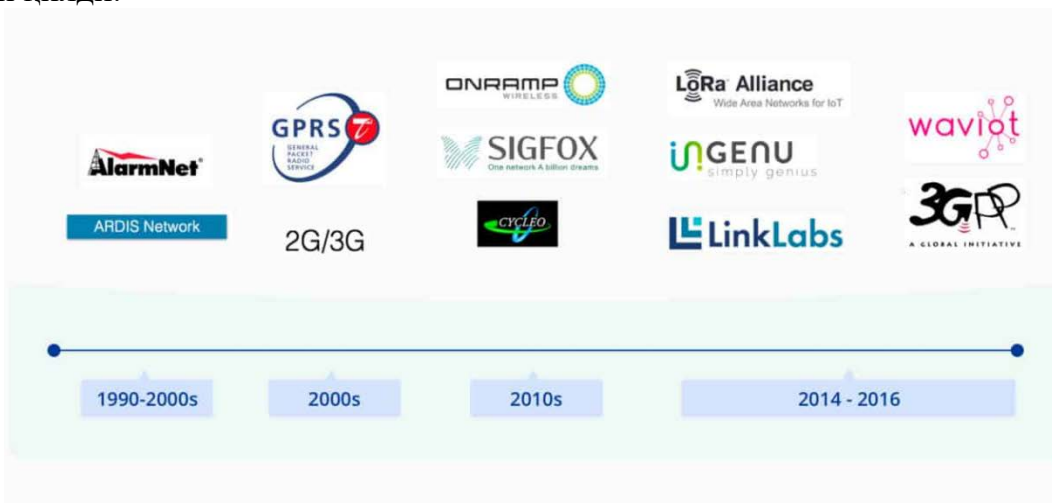 AlarmNet
ARDIS Network
GPRS
GENERAL
PACKET
RADIO
SERVICE
2G/3G
ONRAMP
WIRELESS
SIGFOX
One network A billion dreams
CYCLEO
LoRa Alliance
Wide Area Networks for IoT
inGENU
simply genius
LinkLabs
waviot
3GPP
A GLOBAL INITIATIVE
1990-2000s
2000s
2010s
2014 - 2016